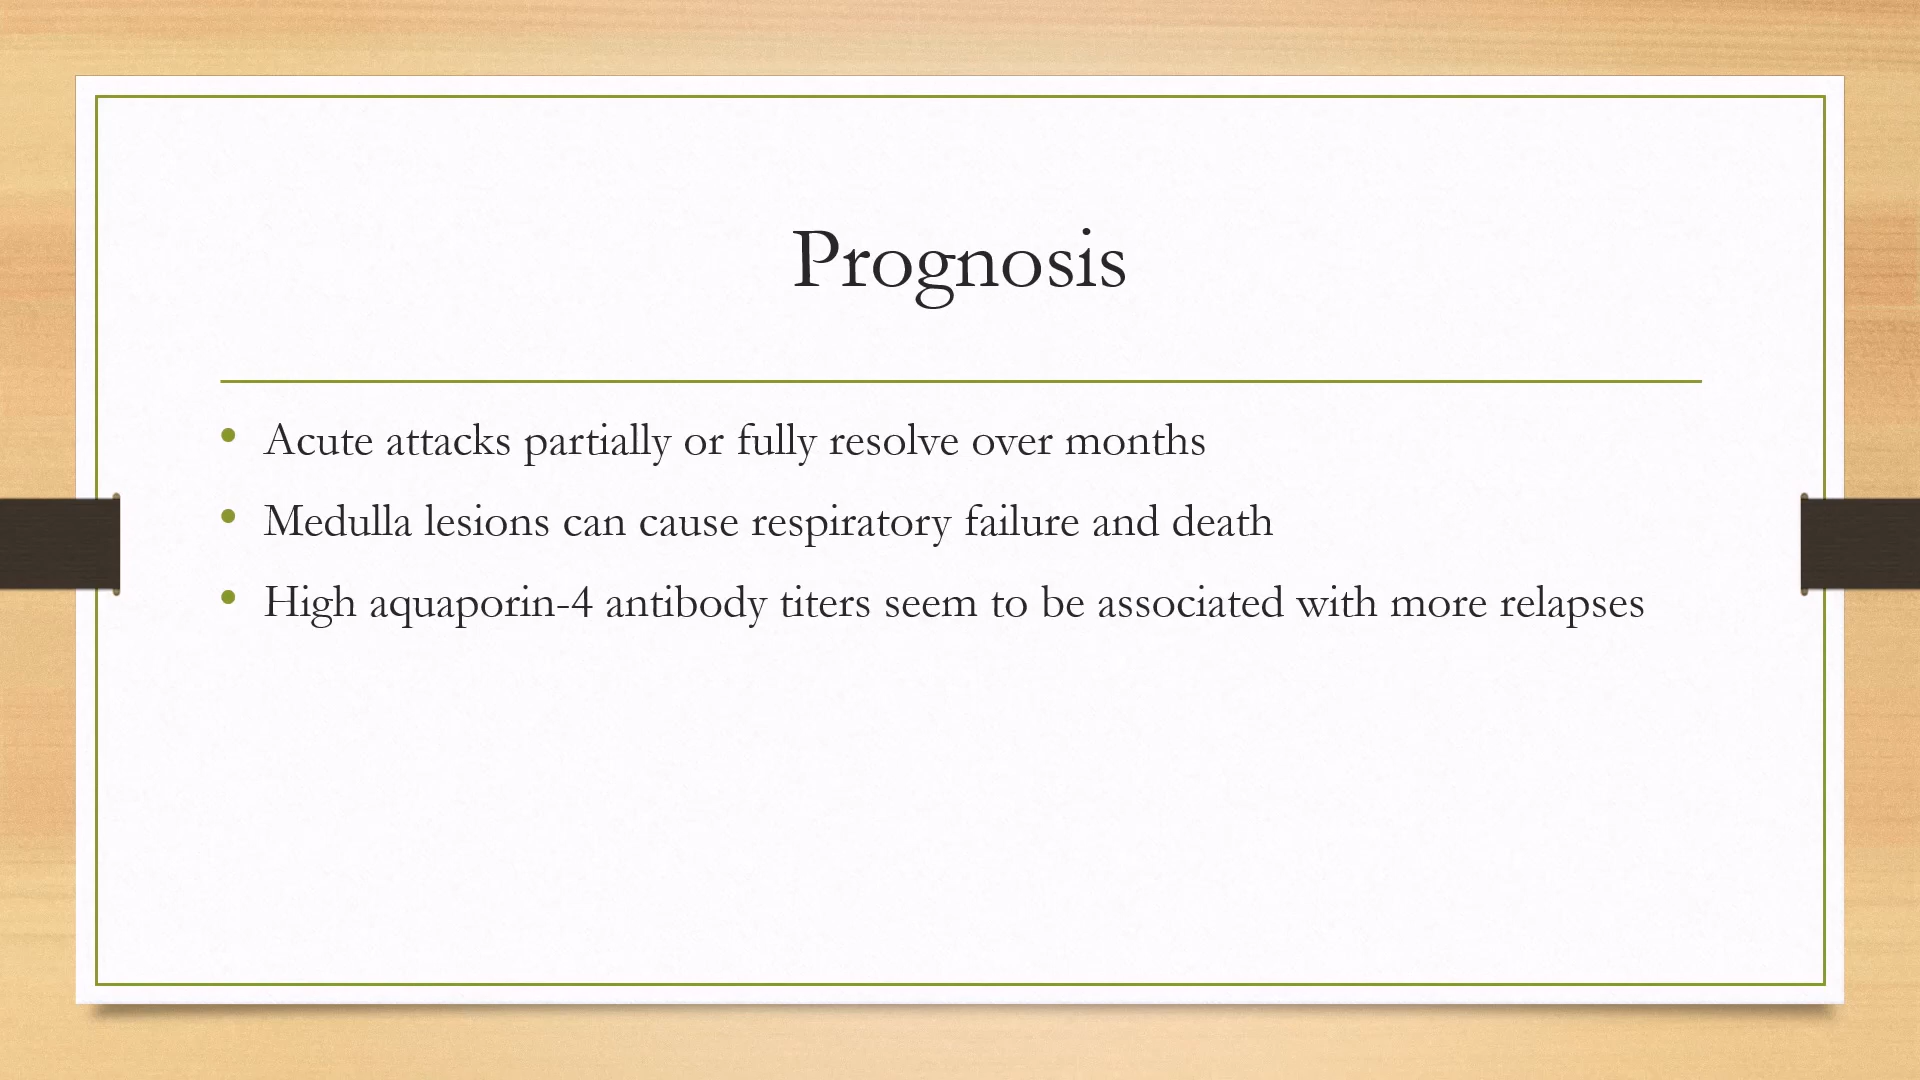 Prognosis
• Acute attacks partially or fully resolve over months
• Medulla lesions can cause respiratory failure and death
• High aquaporin-4 antibody titers seem to be associated with more relapses